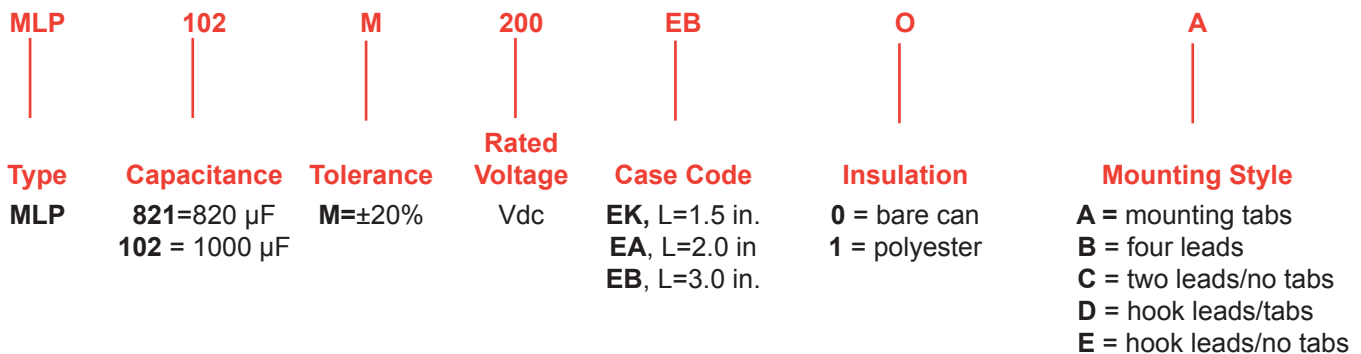 MLP 102 M 200 EB O A
Rated
Type Capacitance Tolerance Voltage Case Code Insulation Mounting Style
MLP 821=820 µF M=±20% Vdc EK, L=1.5 in. 0 = bare can A = mounting tabs
102 = 1000 µF EA, L=2.0 in 1 = polyester B = four leads
EB, L=3.0 in. C = two leads/no tabs
D = hook leads/tabs
E = hook leads/no tabs